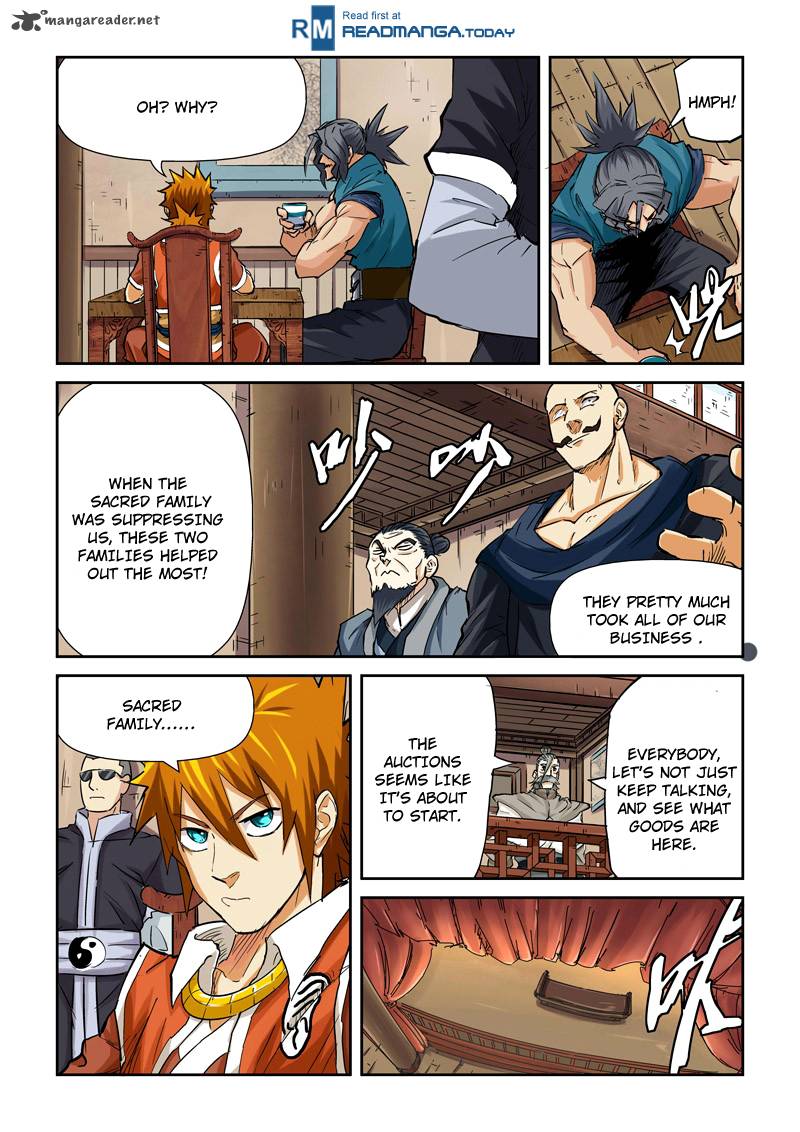 mangareader.net
RM
Read first at
READMANGA.TODAY
OH? WHY?
HMPH!
WHEN THE
SACRED FAMILY
WAS SUPPRESSING
US, THESE TWO
FAMILIES HELPED
OUT THE MOST!
吵
吵
THEY PRETTY MUCH
TOOK ALL OF OUR
BUSINESS .
SACRED
FAMILY......
THE
AUCTIONS
SEEMS LIKE
IT'S ABOUT
TO START.
EVERYBODY,
LET'S NOT JUST
KEEP TALKING,
AND SEE WHAT
GOODS ARE
HERE.